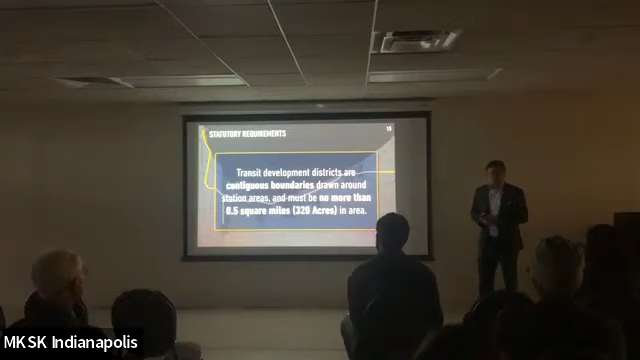 STATUTORY REQUIREMENTS
18
Transit development districts are
contiguous boundaries drawn around
station areas, and must be no more than
0.5 square miles (320 Acres) in area.
MKSK Indianapolis